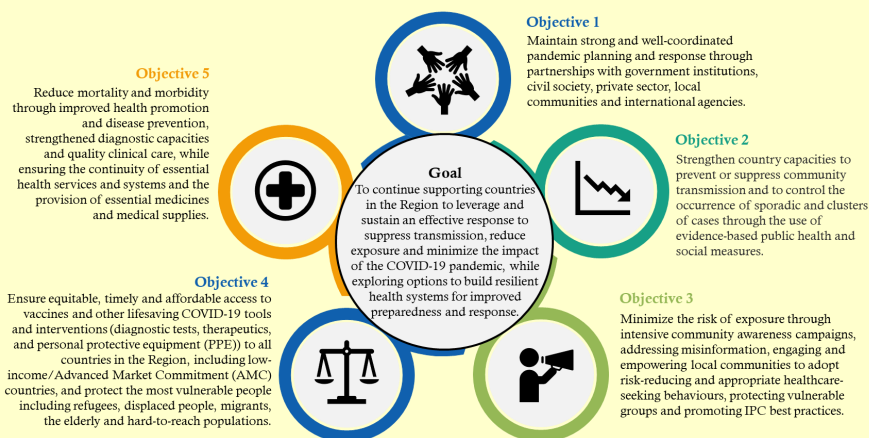 Objective 1
Maintain strong and well-coordinated
pandemic planning and response through
partnerships with government institutions,
civil society, private sector, local
communities and international agencies.
Objective 2
Strengthen country capacities to
prevent or suppress community
transmission and to control the
occurrence of sporadic and clusters
of cases through the use of
evidence-based public health and
social measures.
Objective 3
Minimize the risk of exposure through
intensive community awareness campaigns,
addressing misinformation, engaging and
empowering local communities to adopt
risk-reducing and appropriate healthcare-
seeking behaviours, protecting vulnerable
groups and promoting IPC best practices.
Objective 4
Ensure equitable, timely and affordable access to
vaccines and other lifesaving COVID-19 tools
and interventions (diagnostic tests, therapeutics,
and personal protective equipment (PPE)) to all
countries in the Region, including low-
income/Advanced Market Commitment (AMC)
countries, and protect the most vulnerable people
including refugees, displaced people, migrants,
the elderly and hard-to-reach populations.
Objective 5
Reduce mortality and morbidity
through improved health promotion
and disease prevention,
strengthened diagnostic capacities
and quality clinical care, while
ensuring the continuity of essential
health services and systems and the
provision of essential medicines
and medical supplies.
Goal
To continue supporting countries
in the Region to leverage and
sustain an effective response to
suppress transmission, reduce
exposure and minimize the impact
of the COVID-19 pandemic, while
exploring options to build resilient
health systems for improved
preparedness and response.